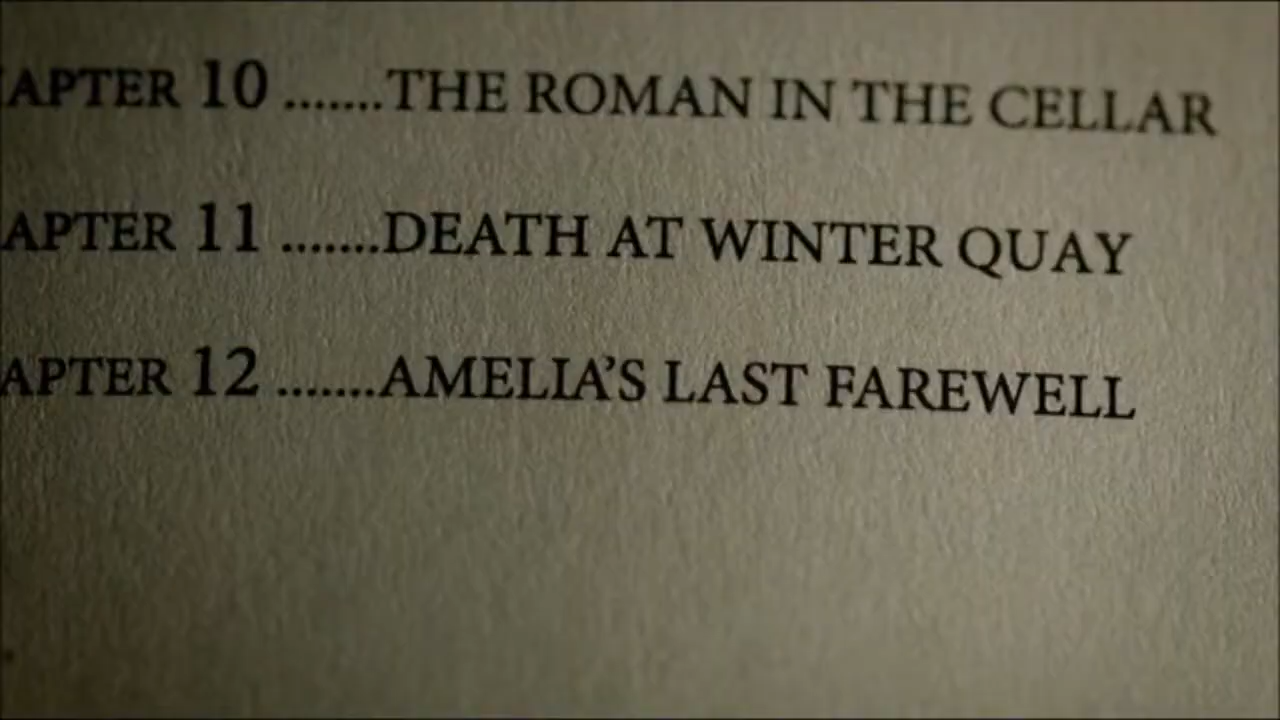 APTER 10 .......THE ROMAN IN THE CELLAR
APTER 11 .......DEATH AT WINTER QUAY
APTER 12 .......AMELIA'S LAST FAREWELL